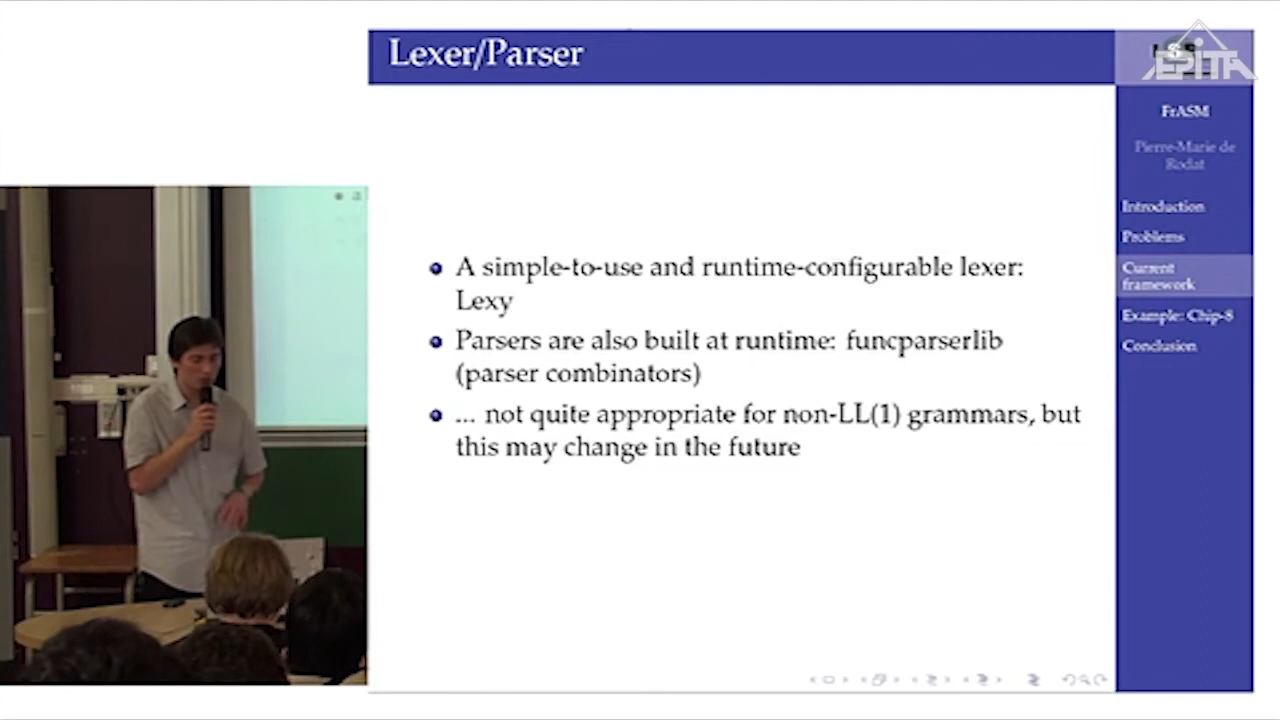 Lexer/Parser
EPITA
FrASM
Pierre-Marie de
Rodat
Introduction
Problems
Current
framework
Example: Chip-8
Conclusion
A simple-to-use and runtime-configurable lexer:
Lexy
Parsers are also built at runtime: funcparserlib
(parser combinators)
... not quite appropriate for non-LL(1) grammars, but
this may change in the future